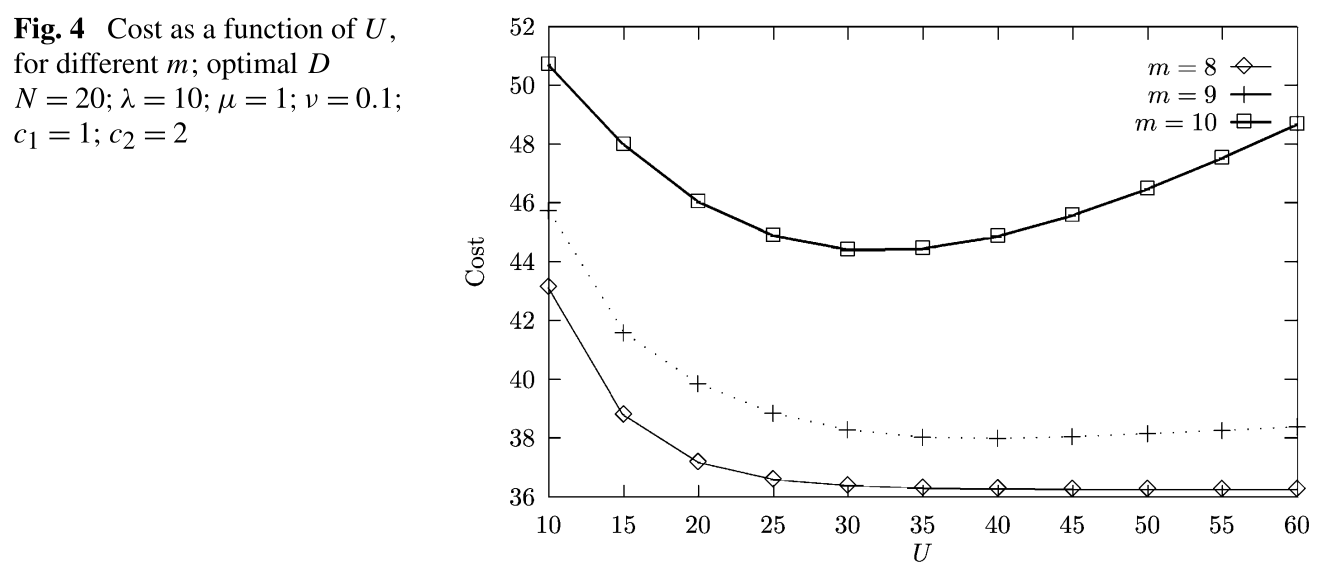 Fig. 4 Cost as a function of U,
for different m; optimal D
N = 20; λ = 10; μ = 1; ν = 0.1;
c1 = 1; c2 = 2
52
50
48
46
44
42
40
38
36
Cost
m = 8
m = 9
m = 10
10 15 20 25 30 35 40 45 50 55 60
U